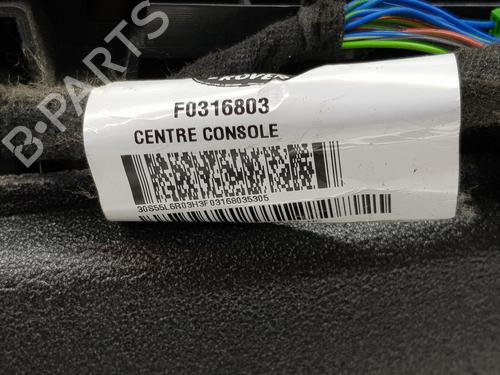 B-PARTS
ROVER
F0316803
CENTRE CONSOLE
30S55L6R03H3F03168035305